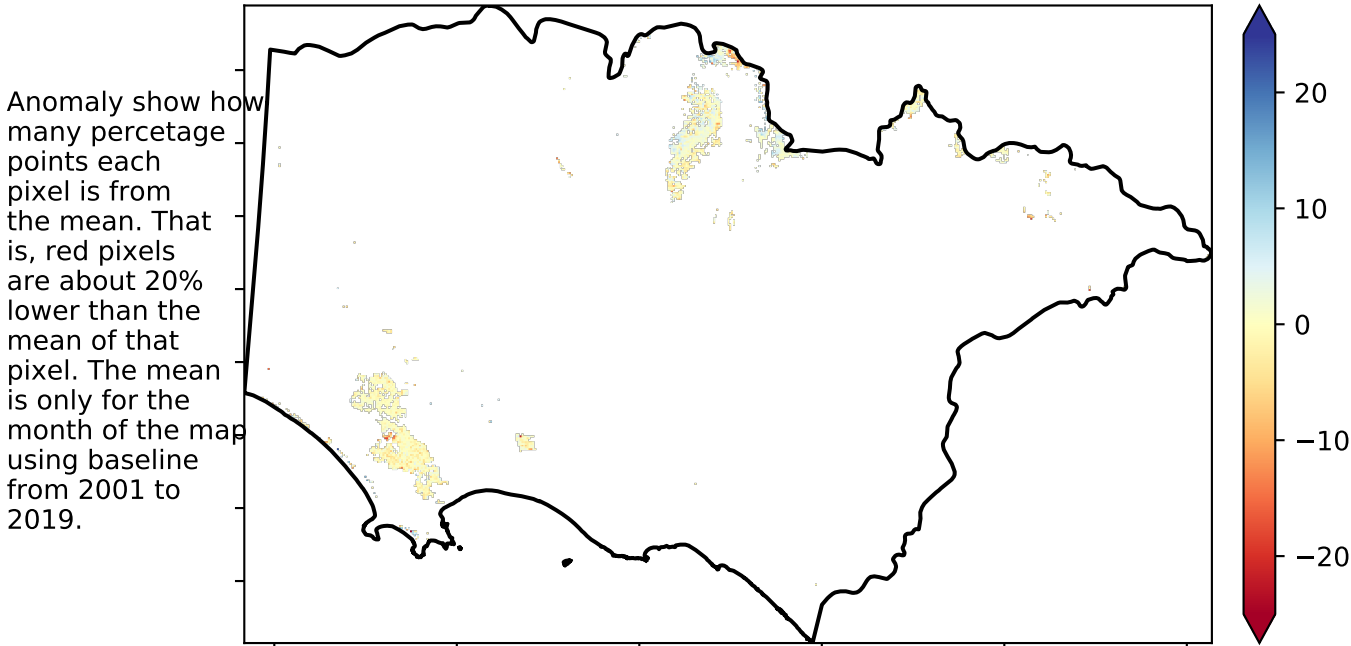 Anomaly show how
many percetage
points each
pixel is from
the mean. That
is, red pixels
are about 20%
lower than the
mean of that
pixel. The mean
is only for the
month of the map
using baseline
from 2001 to
2019.
20
10
0
−10
−20